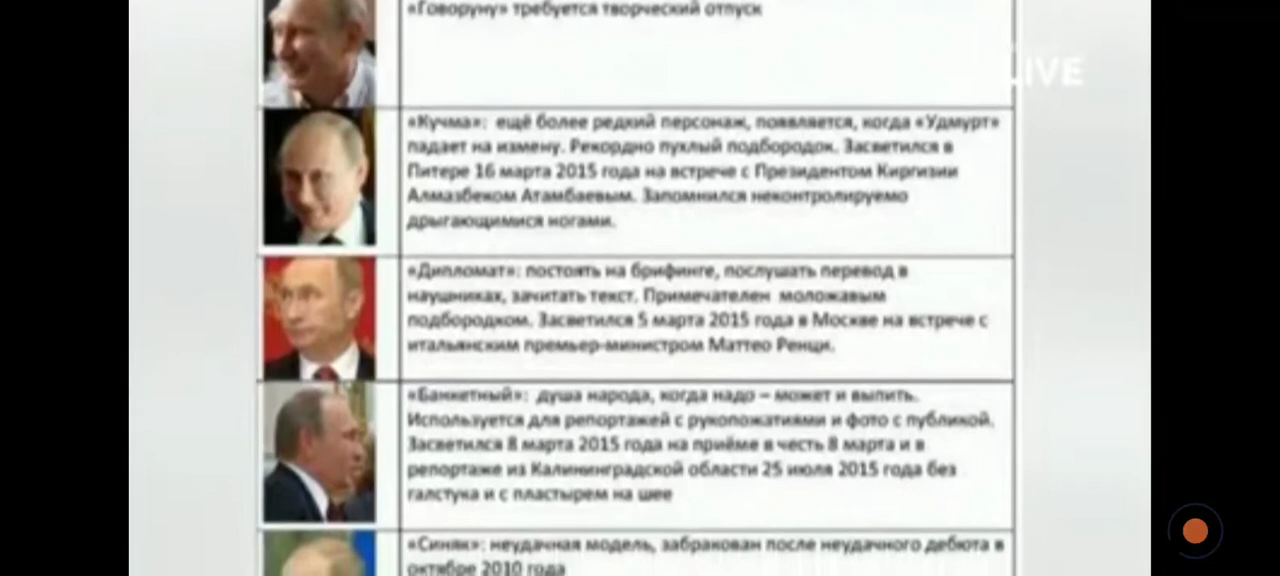 «Говоруну» требуется творческий отпуск
LIVE
«Кучма»: ещё более редкий персонаж, появляется, когда «Удмурт»
падает на измену. Рекордно пухлый подбородок. Засветился в
Питере 16 марта 2015 года на встрече с Президентом Киргизии
Алмазбеком Атамбаевым. Запомнился неконтролируемо
дрыгающимися ногами.
«Дипломат»: постоять на брифинге, послушать перевод в
наушниках, зачитать текст. Примечателен моложавым
подбородком. Засветился 5 марта 2015 года в Москве на встрече с
итальянским премьер-министром Маттео Ренци.
«Банкетный»: душа народа, когда надо – может и выпить.
Используется для репортажей с рукопожатиями и фото с публикой.
Засветился 8 марта 2015 года на приёме в честь 8 марта и в
репортаже из Калининградской области 25 июля 2015 года без
галстука и с пластырем на шее
«Синяк»: неудачная модель, забракован после неудачного дебюта в
октябре 2010 года